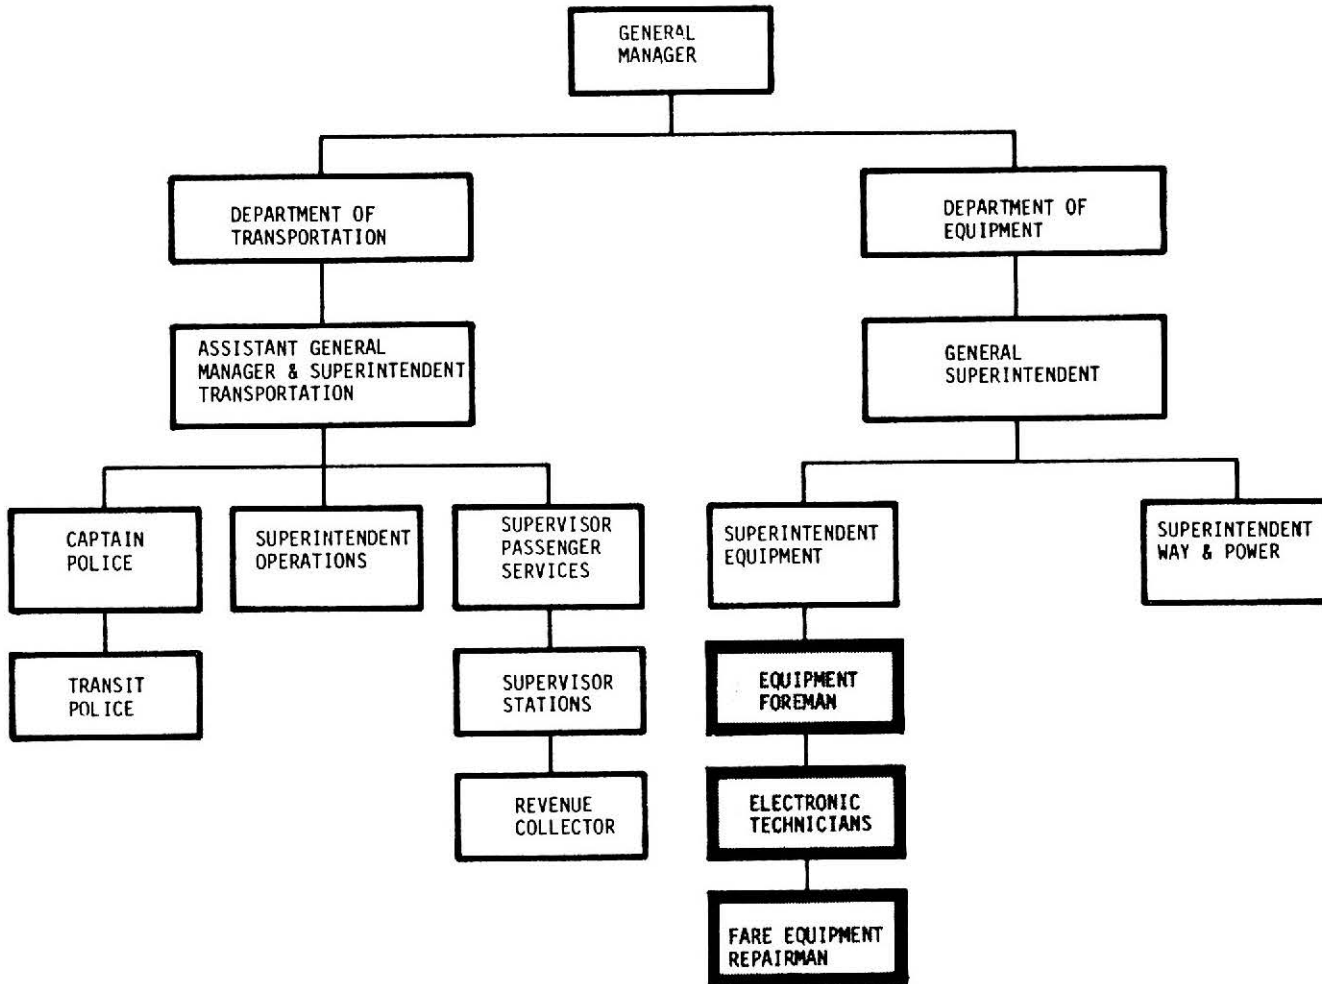 GENERAL
MANAGER
DEPARTMENT OF
TRANSPORTATION
DEPARTMENT OF
EQUIPMENT
ASSISTANT GENERAL
MANAGER & SUPERINTENDENT
TRANSPORTATION
GENERAL
SUPERINTENDENT
CAPTAIN
POLICE
SUPERINTENDENT
OPERATIONS
SUPERVISOR
PASSENGER
SERVICES
SUPERINTENDENT
EQUIPMENT
SUPERINTENDENT
WAY & POWER
TRANSIT
POLICE
SUPERVISOR
STATIONS
EQUIPMENT
FOREMAN
REVENUE
COLLECTOR
ELECTRONIC
TECHNICIANS
FARE EQUIPMENT
REPAIRMAN